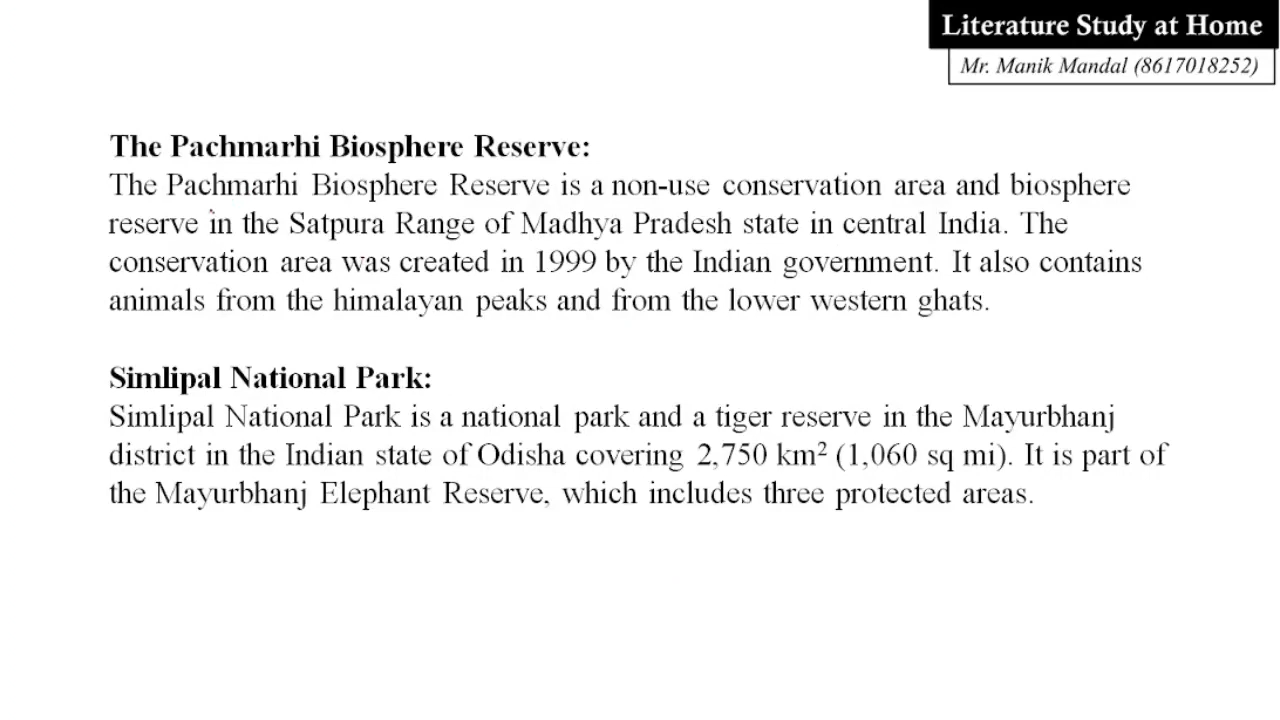 Literature Study at Home
Mr. Manik Mandal (8617018252)
The Pachmarhi Biosphere Reserve:
The Pachmarhi Biosphere Reserve is a non-use conservation area and biosphere
reserve in the Satpura Range of Madhya Pradesh state in central India. The
conservation area was created in 1999 by the Indian government. It also contains
animals from the himalayan peaks and from the lower western ghats.
Simlipal National Park:
Simlipal National Park is a national park and a tiger reserve in the Mayurbhanj
district in the Indian state of Odisha covering 2,750 km² (1,060 sq mi). It is part of
the Mayurbhanj Elephant Reserve, which includes three protected areas.